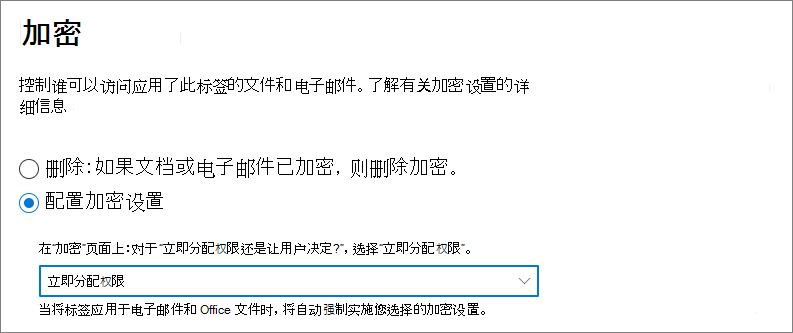 加密
控制谁可以访问应用了此标签的文件和电子邮件。了解有关加密设置的详
细信息
删除:如果文档或电子邮件已加密，则删除加密。
配置加密设置
在"加密"页面上:对于"立即分配权限还是让用户决定?"，选择"立即分配权限"。
立即分配权限
当将标签应用于电子邮件和 Office 文件时，将自动强制实施您选择的加密设置。